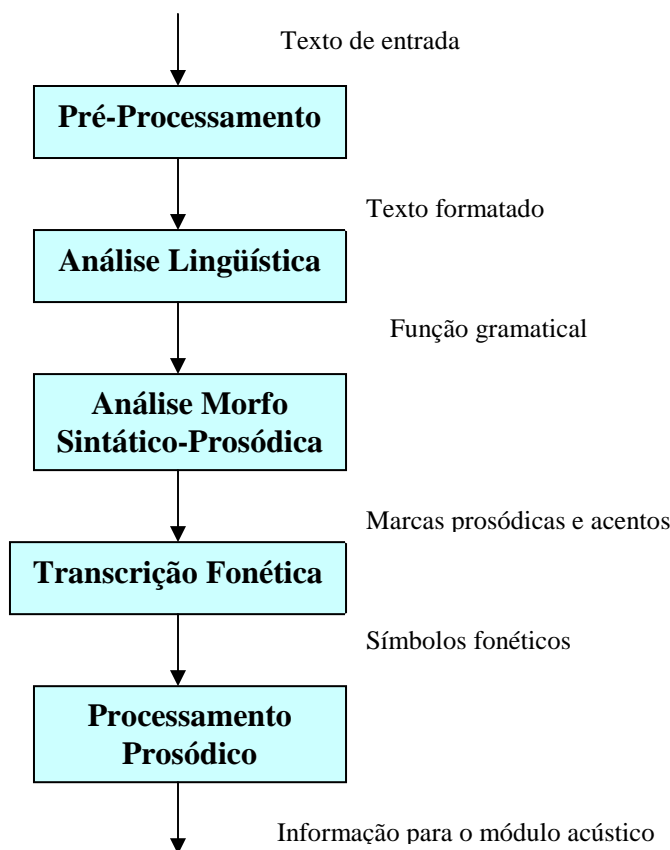 Texto de entrada
Pré-Processamento
Texto formatado
Análise Lingüística
Função gramatical
Análise Morfo
Sintático-Prosódica
Marcas prosódicas e acentos
Transcrição Fonética
Símbolos fonéticos
Processamento
Prosódico
Informação para o módulo acústico